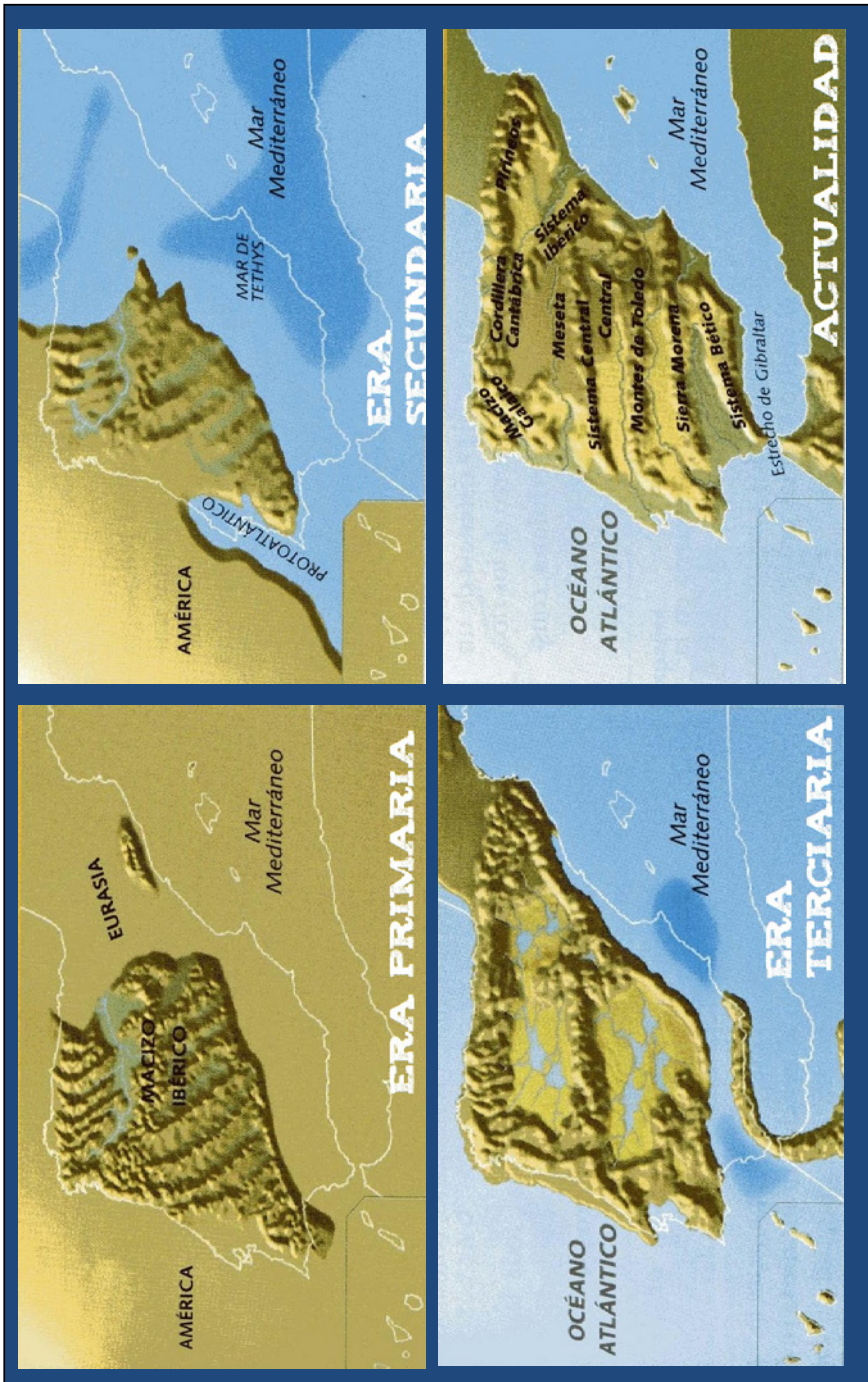 AMÉRICA
EURASIA
MACIZO
IBÉRICO
Mar
Mediterráneo
ERA PRIMARIA
AMÉRICA
PROTOATLÁNTICO
MAR DE
TETHYS
Mar
Mediterráneo
ERA
SECUNDARIA
OCÉANO
ATLÁNTICO
Mar
Mediterráneo
ERA
TERCIARIA
Macizo
Galaico
Cordillera
Cantábrica
Pirineos
OCÉANO
ATLÁNTICO
Meseta
Sistema
Ibérico
Sistema Central
Central
Montes de Toledo
Sierra Morena
Sistema Bético
Mar
Mediterráneo
Estrecho de Gibraltar
ACTUALIDAD